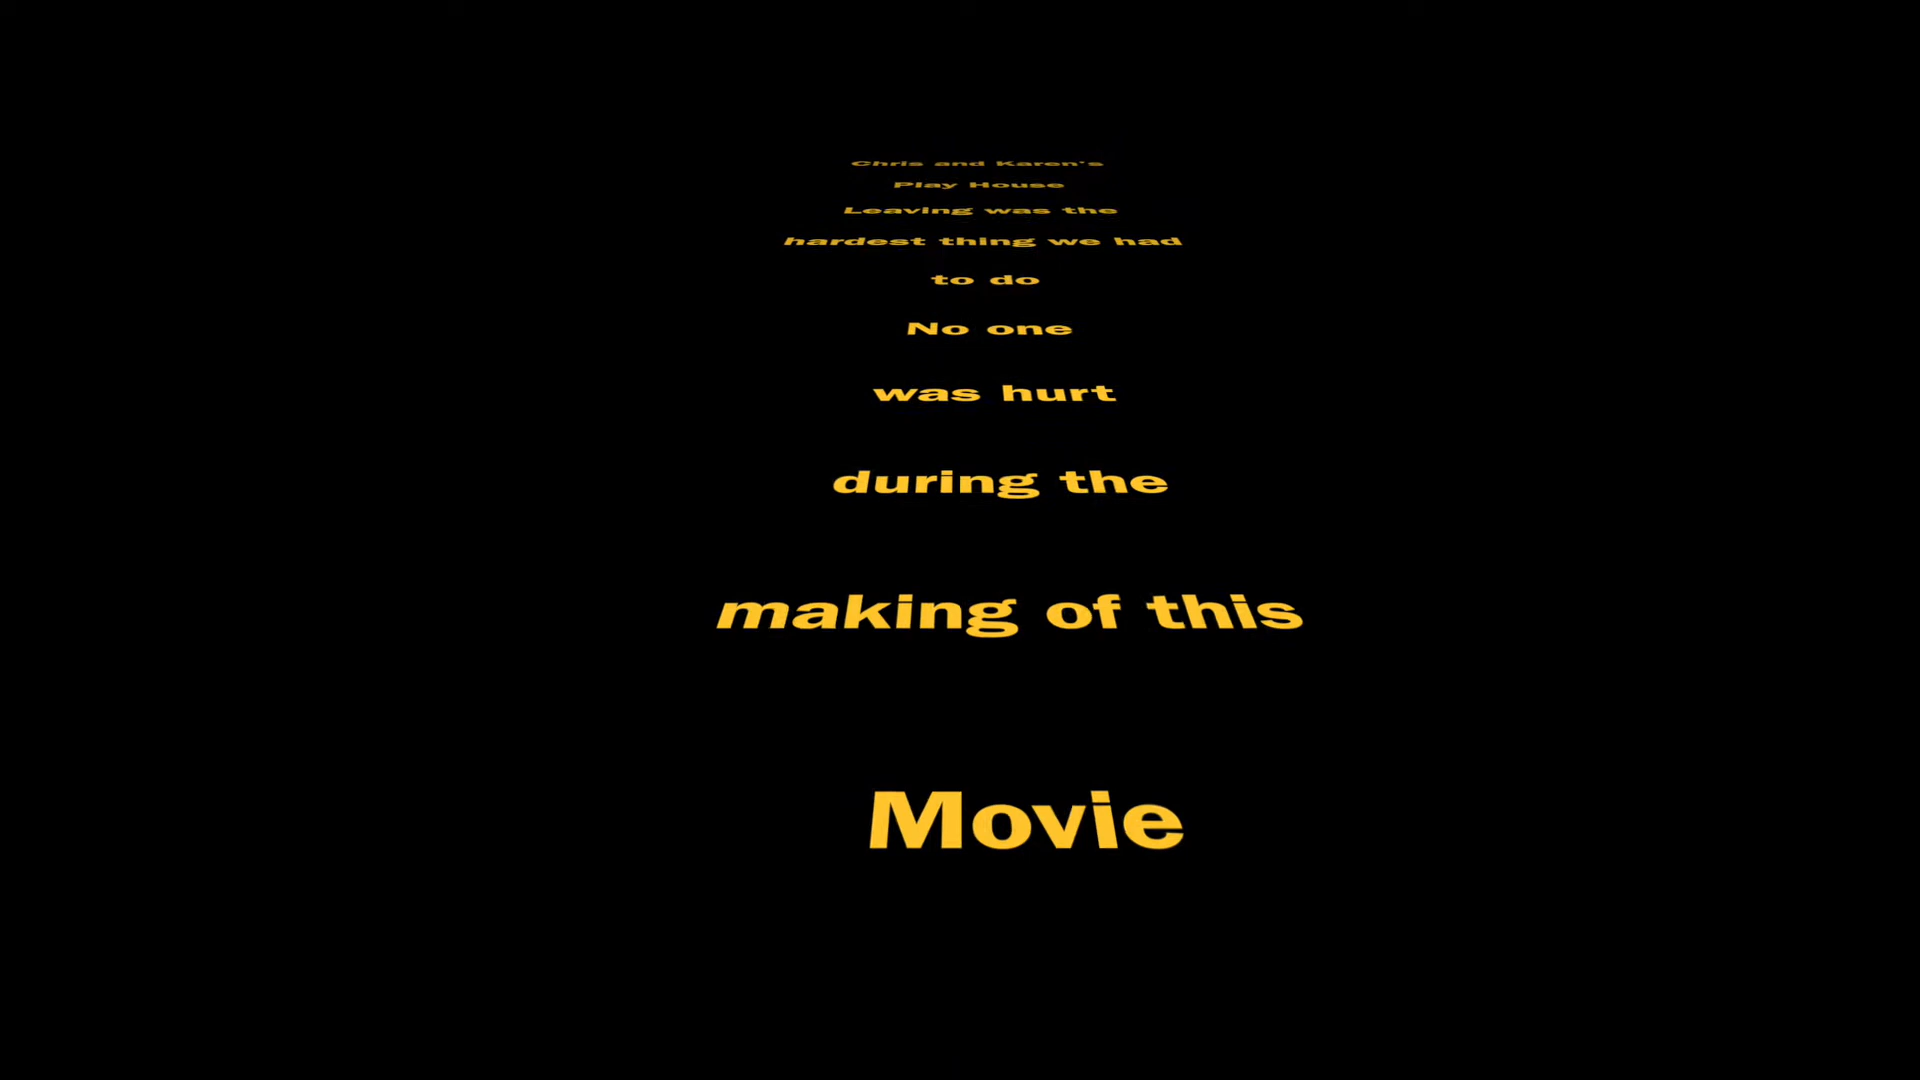 Chris and Karen's
Play House
Leaving was the
hardest thing we had
to do
No one
was hurt
during the
making of this
Movie